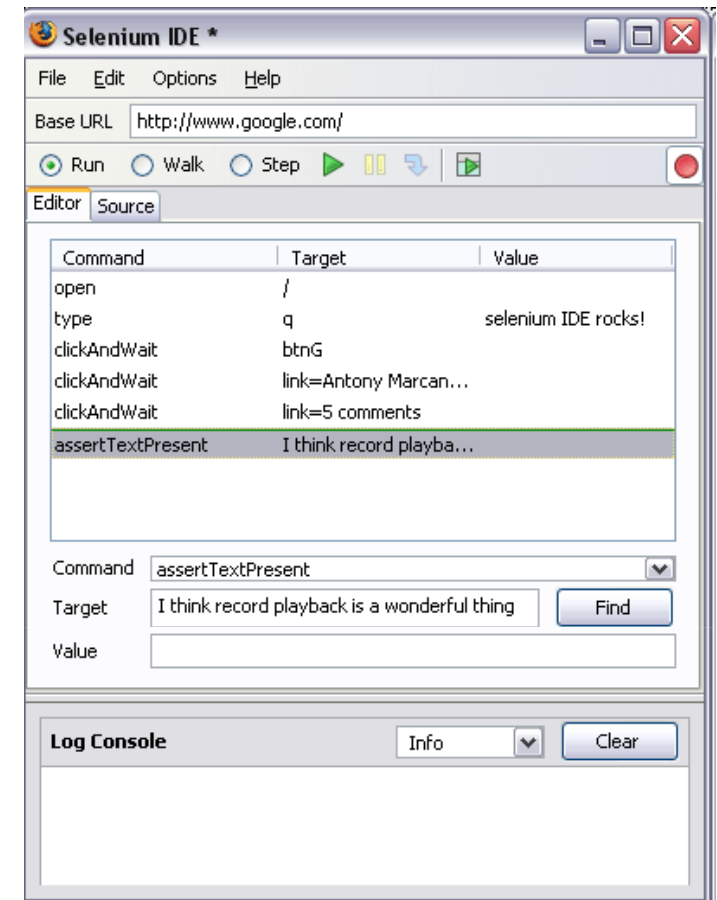 Selenium IDE *
File Edit Options Help
Base URL http://www.google.com/
Run Walk Step
Editor Source
Command Target Value
open /
type q selenium IDE rocks!
clickAndWait btnG
clickAndWait link=Antony Marcan...
clickAndWait link=5 comments
assertTextPresent I think record playba...
Command assertTextPresent
Target I think record playback is a wonderful thing Find
Value
Log Console Info Clear